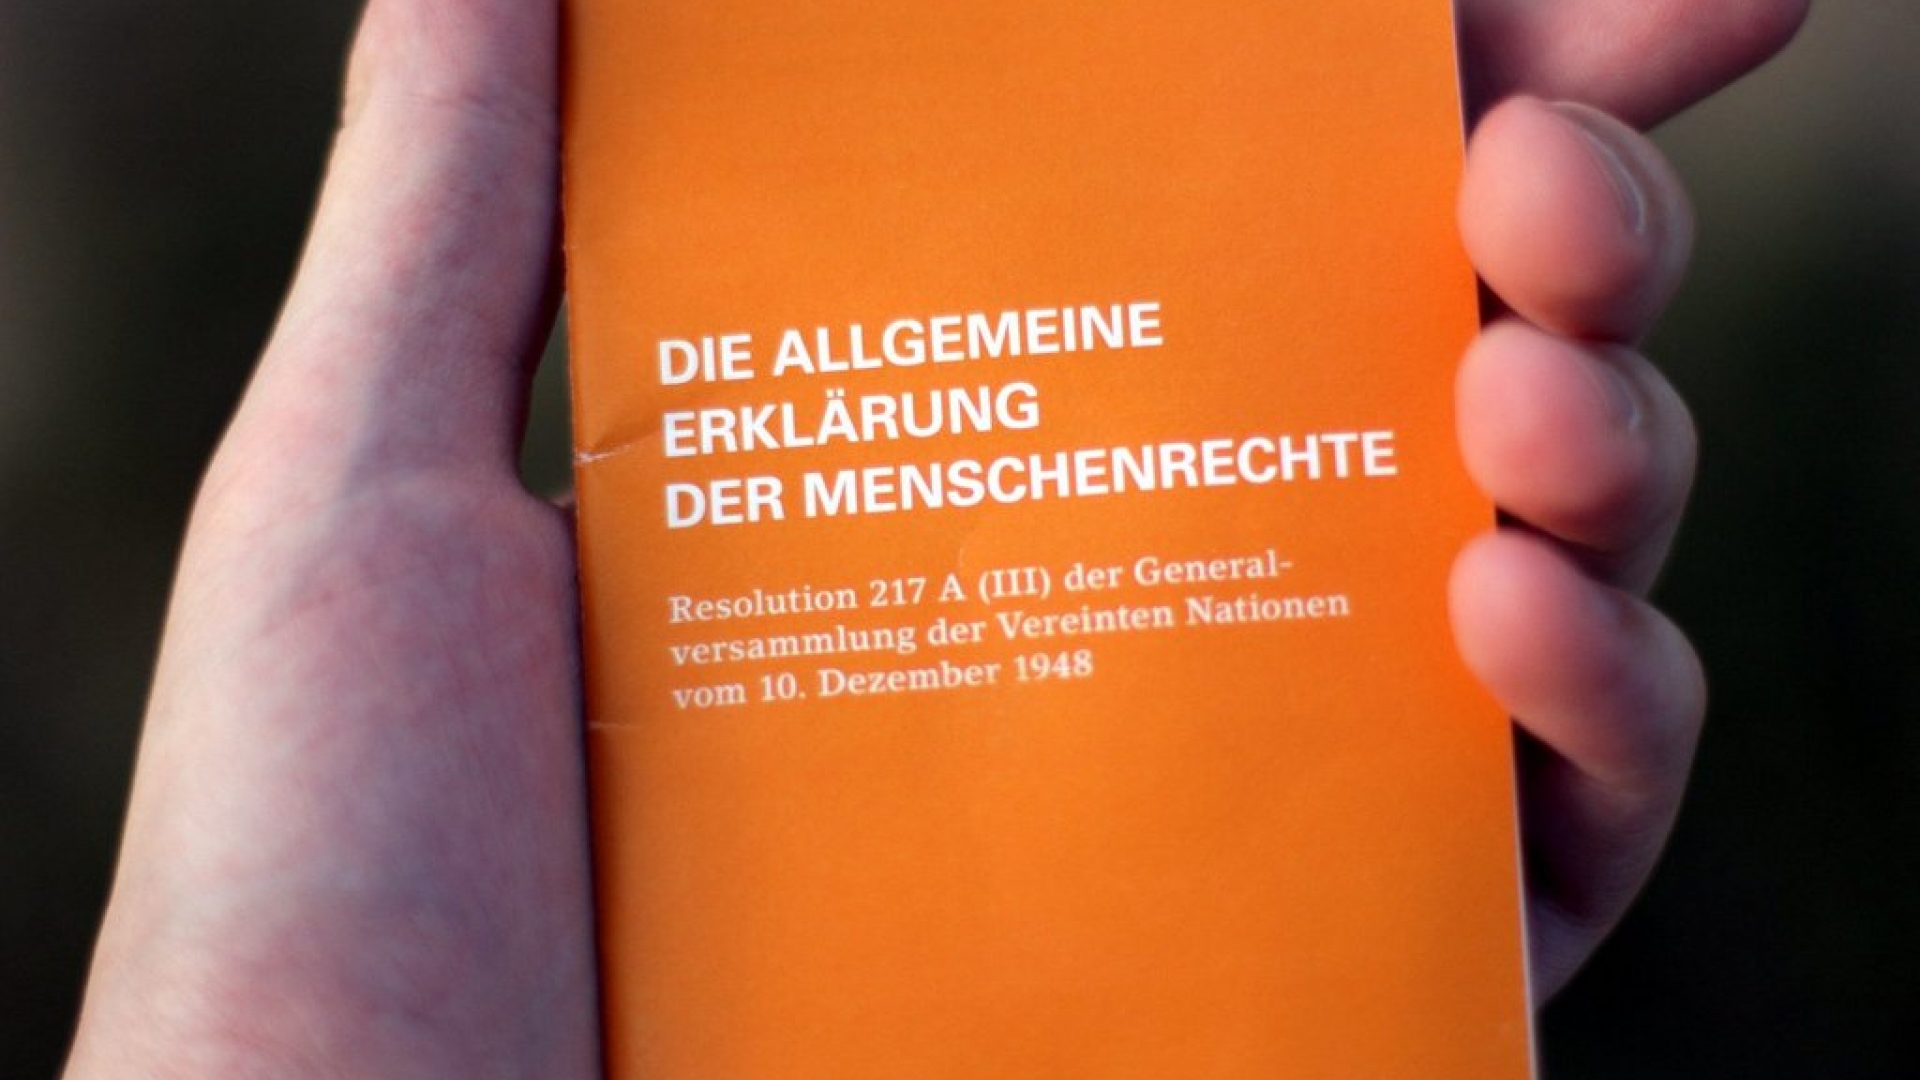 DIE ALLGEMEINE
ERKLÄRUNG
DER MENSCHENRECHTE
Resolution 217 A (III) der General-
versammlung der Vereinten Nationen
vom 10. Dezember 1948